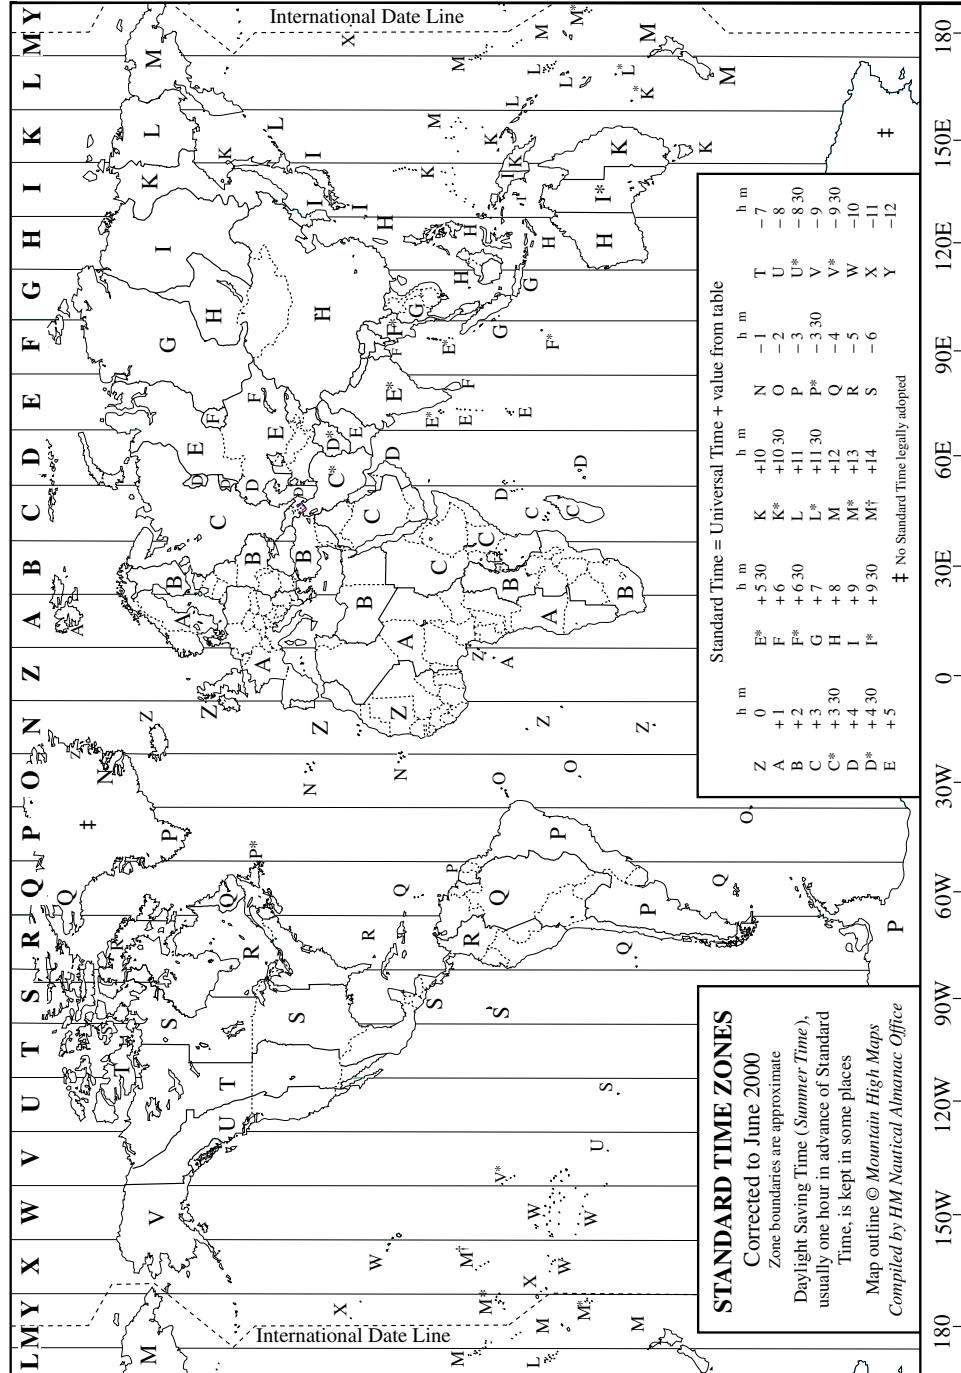 L M Y X W V U T S R Q P O N Z A B C D E F G H I K L M Y
Q Z A
‡
N
T R Z
M V S P A B G I K L M
Q Z C E H F D
U T R A B D F K
P* E L
International Date Line
S B D H I
International Date Line
N Z C* D* I
X R B C E I X
W Q N Z A D E* F* H
S P C E* G K
M* M† R Z E F H M
V* S Q O A B D F G K
X W P C E H I K L M
L M W O A C F* H L M*
M* W U S Q P Z B D I* K
M K L* M
STANDARD TIME ZONES
Corrected to June 2000
Zone boundaries are approximate
Daylight Saving Time (Summer Time),
usually one hour in advance of Standard
Time, is kept in some places
Map outline © Mountain High Maps
Compiled by HM Nautical Almanac Office
Q O
P
Standard Time = Universal Time + value from table
h m h m h m h m h m
Z 0 E* + 5 30 K +10 N − 1 T − 7
A + 1 F + 6 K* +10 30 O − 2 U − 8
B + 2 F* + 6 30 L +11 P − 3 U* − 8 30
C + 3 G + 7 L* +11 30 P* − 3 30 V − 9
C* + 3 30 H + 8 M +12 Q − 4 V* − 9 30
D + 4 I + 9 M* +13 R − 5 W −10
D* + 4 30 I* + 9 30 M† +14 S − 6 X −11
E + 5 ‡ No Standard Time legally adopted Y −12
‡
180 150W 120W 90W 60W 30W 0 30E 60E 90E 120E 150E 180